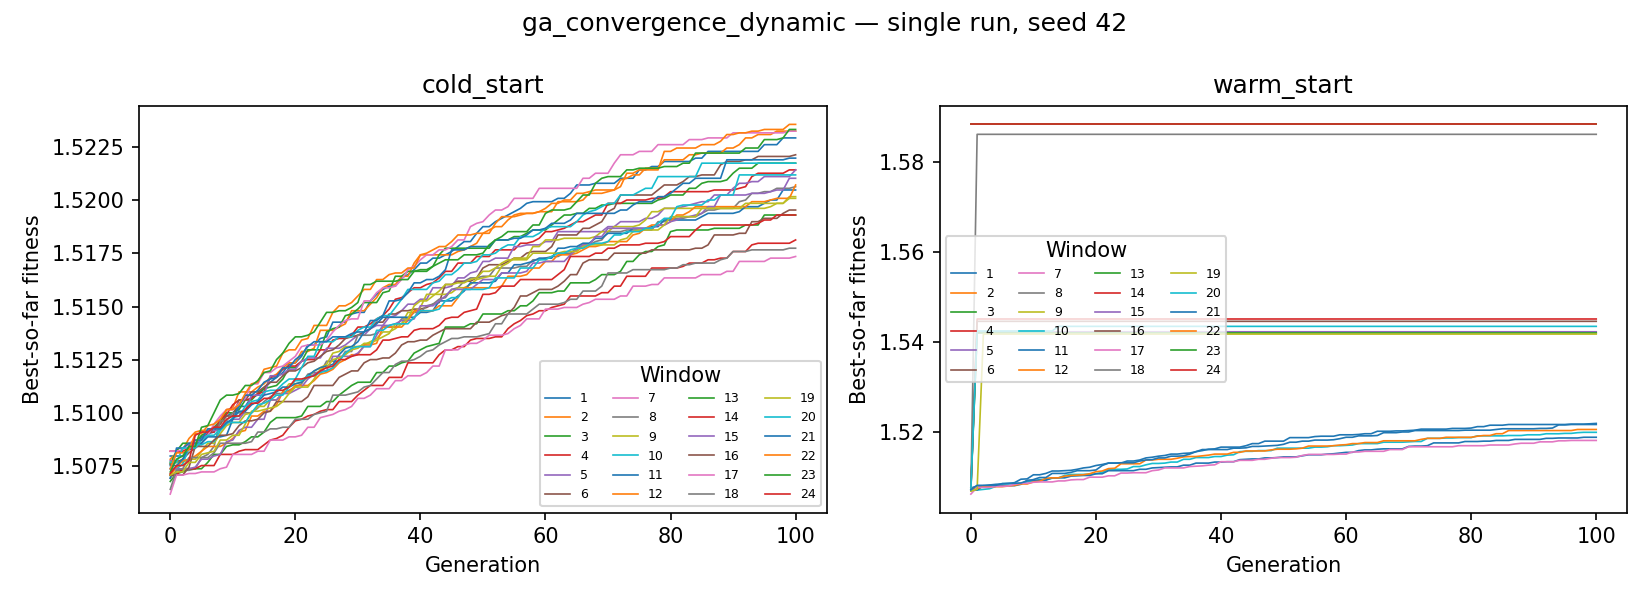 ga_convergence_dynamic — single run, seed 42
cold_start
Best-so-far fitness
1.5225
1.5200
1.5175
1.5150
1.5125
1.5100
1.5075
Window
1 7 13 19
2 8 14 20
3 9 15 21
4 10 16 22
5 11 17 23
6 12 18 24
0 20 40 60 80 100
Generation
warm_start
Best-so-far fitness
1.58
1.56
1.54
1.52
Window
1 7 13 19
2 8 14 20
3 9 15 21
4 10 16 22
5 11 17 23
6 12 18 24
0 20 40 60 80 100
Generation